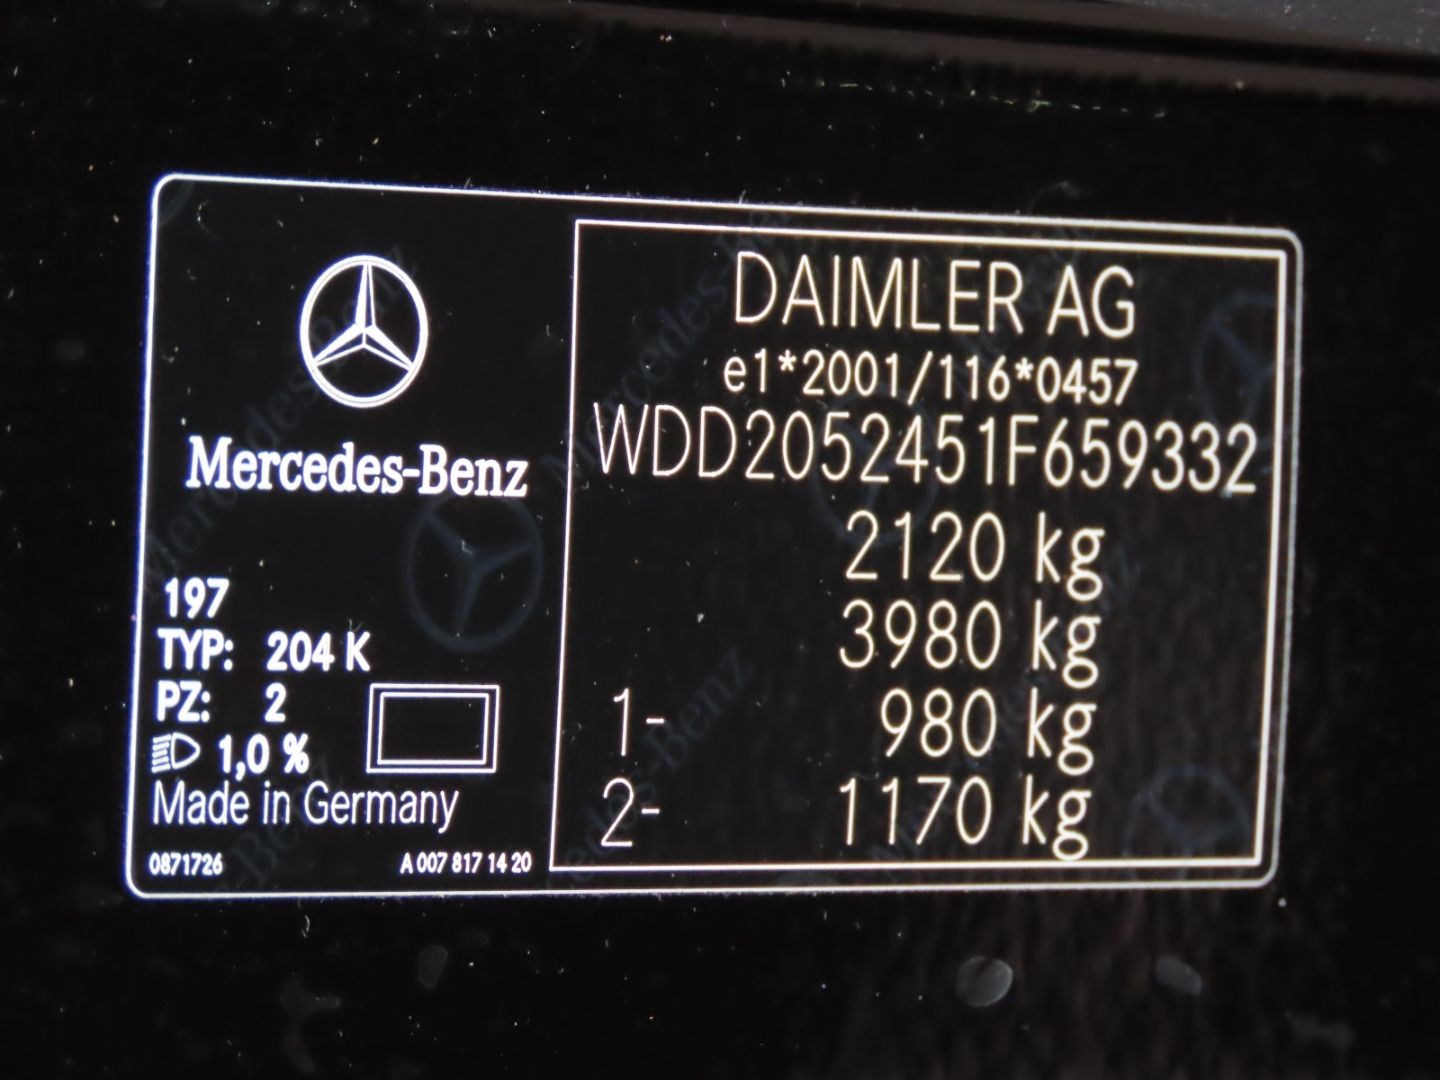 Mercedes-Benz
197
TYP: 204 K
PZ: 2
1,0 %
Made in Germany
0871726
A 007 817 14 20
DAIMLER AG
e1*2001/116*0457
WDD2052451F659332
2120 kg
3980 kg
1- 980 kg
2- 1170 kg